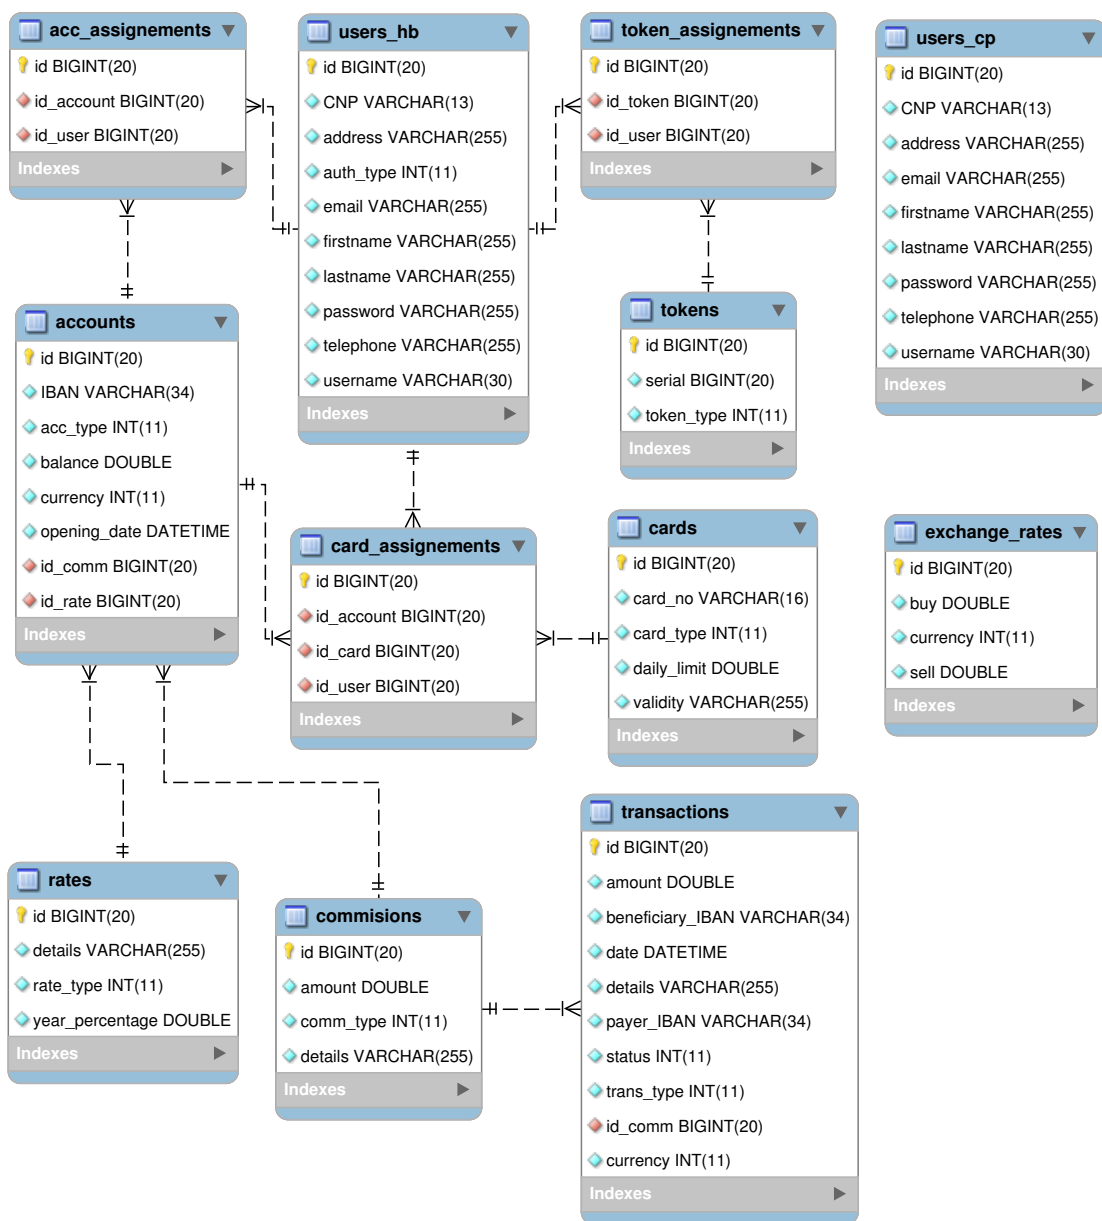 acc_assignements
id BIGINT(20)
id_account BIGINT(20)
id_user BIGINT(20)
Indexes
users_hb
id BIGINT(20)
CNP VARCHAR(13)
address VARCHAR(255)
auth_type INT(11)
email VARCHAR(255)
firstname VARCHAR(255)
lastname VARCHAR(255)
password VARCHAR(255)
telephone VARCHAR(255)
username VARCHAR(30)
Indexes
token_assignements
id BIGINT(20)
id_token BIGINT(20)
id_user BIGINT(20)
Indexes
users_cp
id BIGINT(20)
CNP VARCHAR(13)
address VARCHAR(255)
email VARCHAR(255)
firstname VARCHAR(255)
lastname VARCHAR(255)
password VARCHAR(255)
telephone VARCHAR(255)
username VARCHAR(30)
Indexes
accounts
id BIGINT(20)
IBAN VARCHAR(34)
acc_type INT(11)
balance DOUBLE
currency INT(11)
opening_date DATETIME
id_comm BIGINT(20)
id_rate BIGINT(20)
Indexes
tokens
id BIGINT(20)
serial BIGINT(20)
token_type INT(11)
Indexes
card_assignements
id BIGINT(20)
id_account BIGINT(20)
id_card BIGINT(20)
id_user BIGINT(20)
Indexes
cards
id BIGINT(20)
card_no VARCHAR(16)
card_type INT(11)
daily_limit DOUBLE
validity VARCHAR(255)
Indexes
exchange_rates
id BIGINT(20)
buy DOUBLE
currency INT(11)
sell DOUBLE
Indexes
rates
id BIGINT(20)
details VARCHAR(255)
rate_type INT(11)
year_percentage DOUBLE
Indexes
commisions
id BIGINT(20)
amount DOUBLE
comm_type INT(11)
details VARCHAR(255)
Indexes
transactions
id BIGINT(20)
amount DOUBLE
beneficiary_IBAN VARCHAR(34)
date DATETIME
details VARCHAR(255)
payer_IBAN VARCHAR(34)
status INT(11)
trans_type INT(11)
id_comm BIGINT(20)
currency INT(11)
Indexes